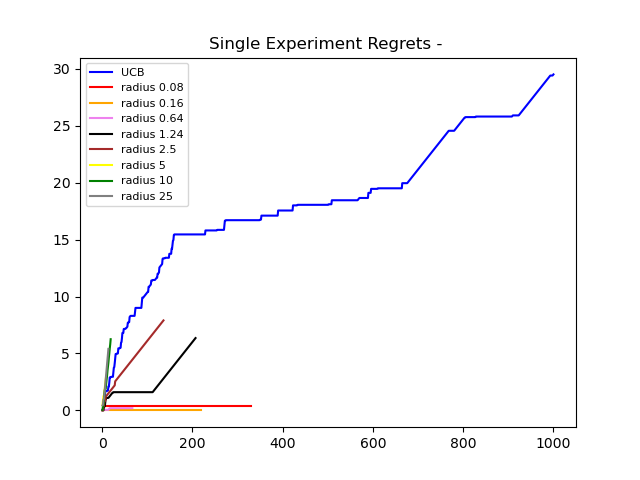 Single Experiment Regrets -
30
25
20
15
10
5
0
UCB
radius 0.08
radius 0.16
radius 0.64
radius 1.24
radius 2.5
radius 5
radius 10
radius 25
0 200 400 600 800 1000